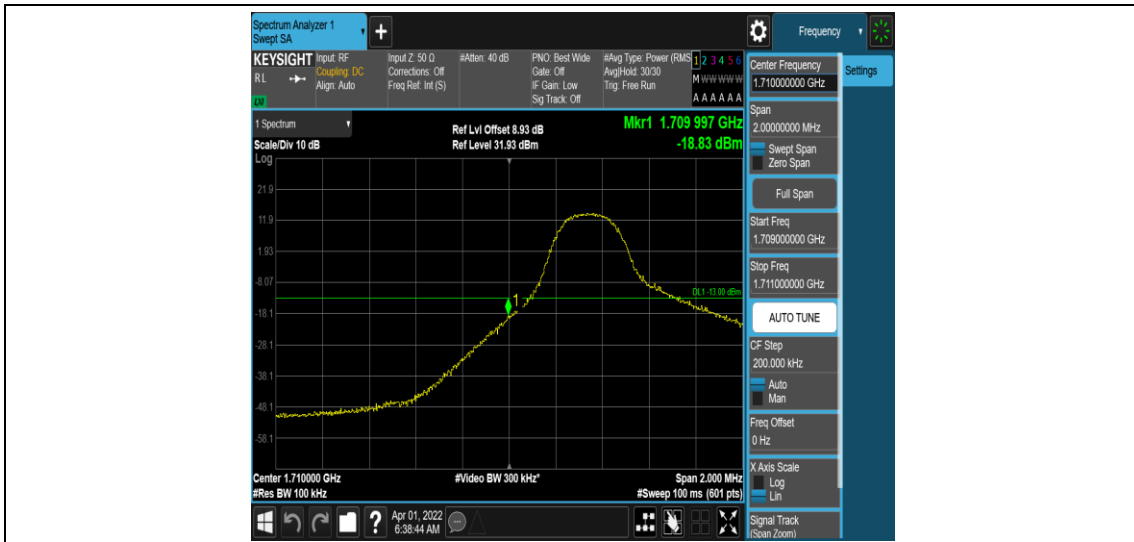 Spectrum Analyzer 1
Swept SA
+
Frequency
KEYSIGHT
RL
LXI
Input: RF
Coupling: DC
Align: Auto
Input Z: 50 Ω
Corrections: Off
Freq Ref: Int (S)
#Atten: 40 dB
PNO: Best Wide
Gate: Off
IF Gain: Low
Sig Track: Off
#Avg Type: Power (RMS
Avg|Hold: 30/30
Trig: Free Run
1 2 3 4 5 6
M W W W W W
A A A A A A
1 Spectrum
Scale/Div 10 dB
Log
Ref Lvl Offset 8.93 dB
Ref Level 31.93 dBm
Mkr1 1.709 997 GHz
-18.83 dBm
21.9
11.9
1.93
-8.07
-18.1
-28.1
-38.1
-48.1
-58.1
DL1 -13.00 dBm
1
Center 1.710000 GHz
#Res BW 100 kHz
#Video BW 300 kHz*
Span 2.000 MHz
#Sweep 100 ms (601 pts)
?
Apr 01, 2022
6:38:44 AM
Center Frequency
1.710000000 GHz
Settings
Span
2.00000000 MHz
Swept Span
Zero Span
Full Span
Start Freq
1.709000000 GHz
Stop Freq
1.711000000 GHz
AUTO TUNE
CF Step
200.000 kHz
Auto
Man
Freq Offset
0 Hz
X Axis Scale
Log
Lin
Signal Track
(Span Zoom)